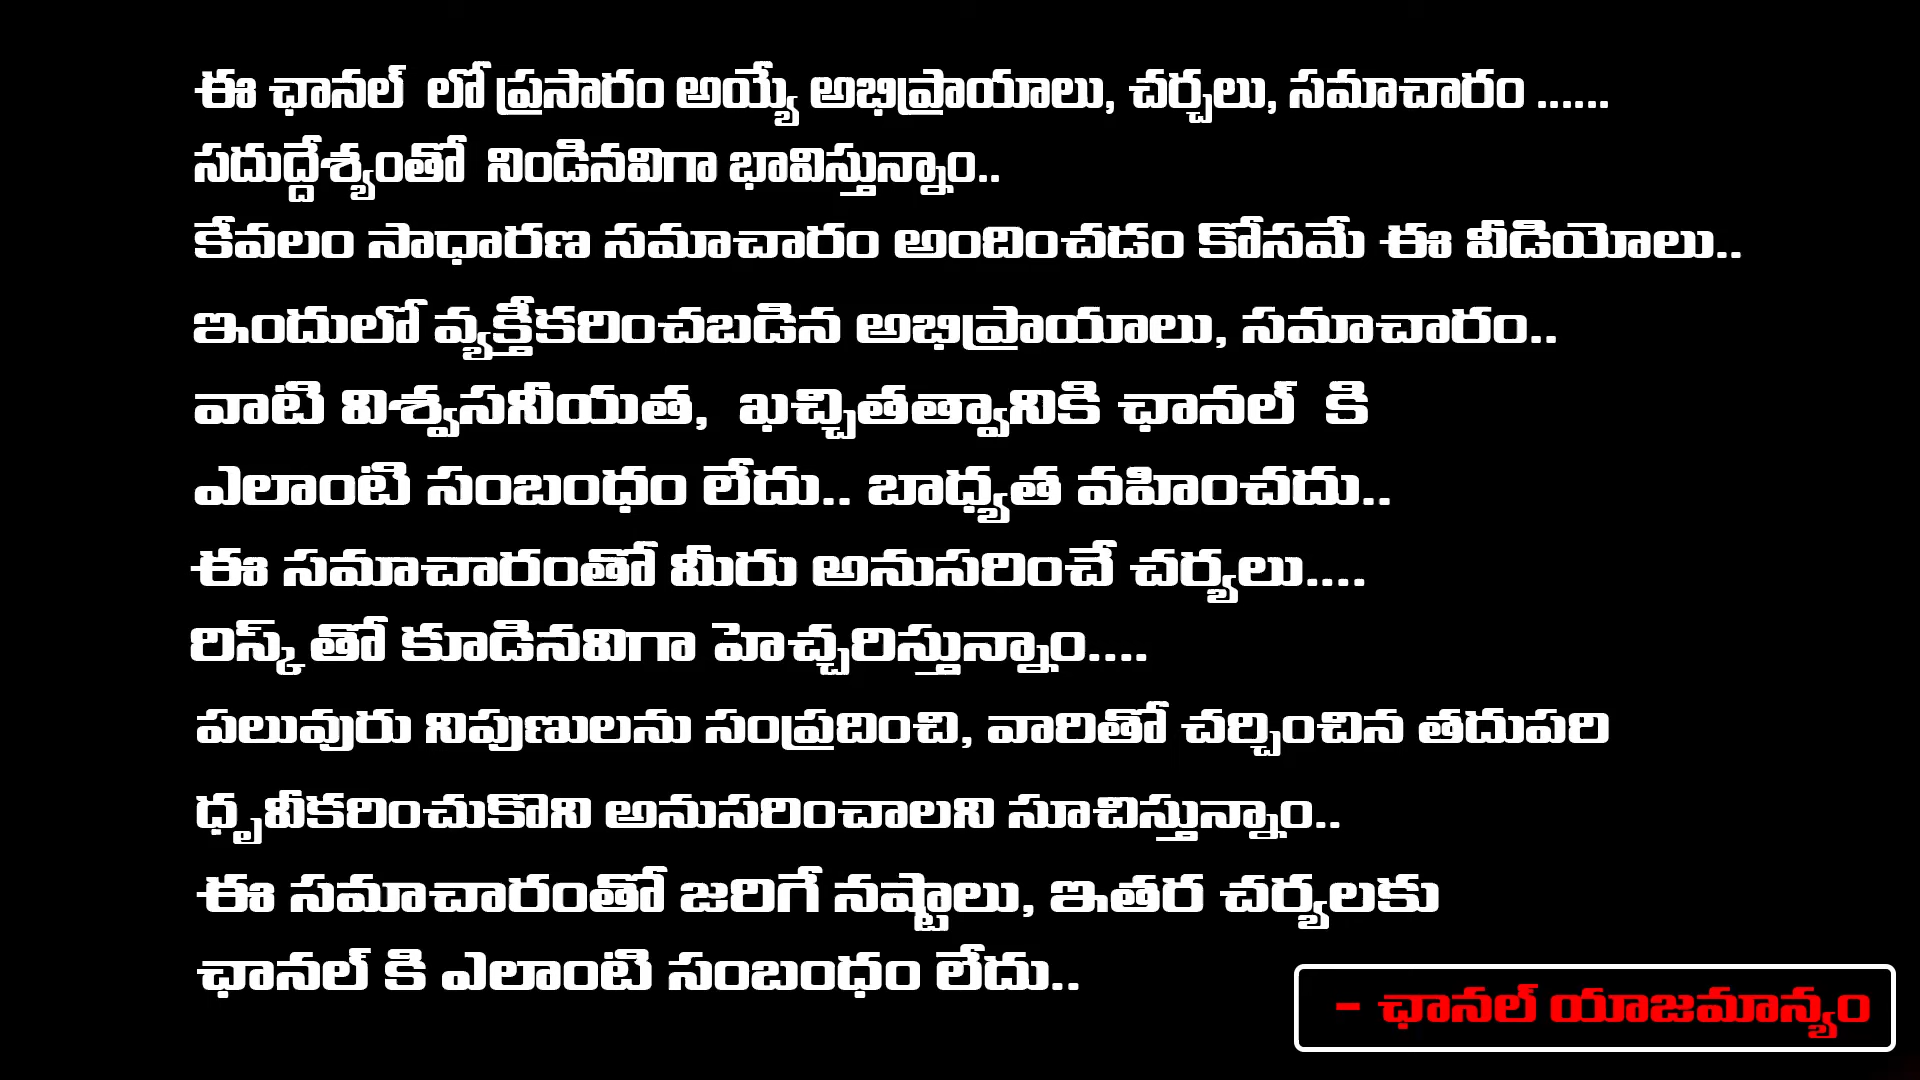 ఈ ఛానల్ లో ప్రసారం అయ్యే అభిప్రాయాలు, చర్చలు, సమాచారం ......
సదుద్దేశ్యంతో నిండినవిగా భావిస్తున్నాం..
కేవలం సాధారణ సమాచారం అందించడం కోసమే ఈ వీడియోలు..
ఇందులో వ్యక్తీకరించబడిన అభిప్రాయాలు, సమాచారం..
వాటి విశ్వసనీయత, ఖచ్చితత్వానికి ఛానల్ కి
ఎలాంటి సంబంధం లేదు.. బాధ్యత వహించదు..
ఈ సమాచారంతో మీరు అనుసరించే చర్యలు....
రిస్క్ తో కూడినవిగా హెచ్చరిస్తున్నాం....
పలువురు నిపుణులను సంప్రదించి, వారితో చర్చించిన తదుపరి
ధృవీకరించుకొని అనుసరించాలని సూచిస్తున్నాం..
ఈ సమాచారంతో జరిగే నష్టాలు, ఇతర చర్యలకు
ఛానల్ కి ఎలాంటి సంబంధం లేదు..
- ఛానల్ యాజమాన్యం